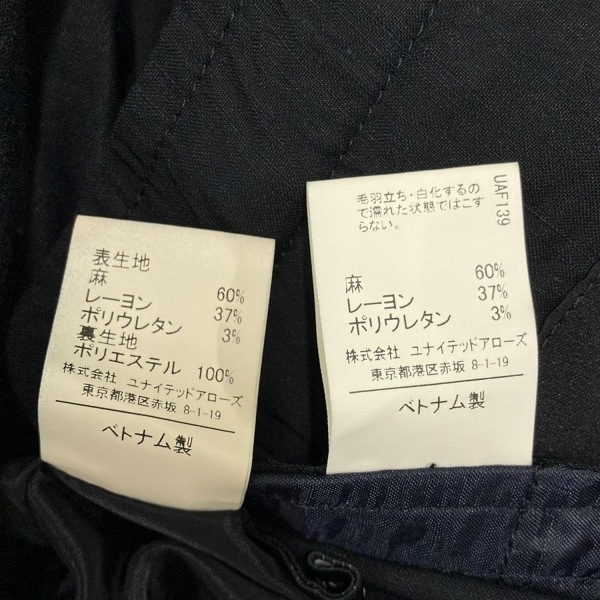 表生地
麻 60%
レーヨン 37%
ポリウレタン 3%
裏生地
ポリエステル 100%
株式会社 ユナイテッドアローズ
東京都港区赤坂 8-1-19
ベトナム製
毛羽立ち・白化するの
で濡れた状態ではこす
らない。
UAF139
麻 60%
レーヨン 37%
ポリウレタン 3%
株式会社 ユナイテッドアローズ
東京都港区赤坂 8-1-19
ベトナム製